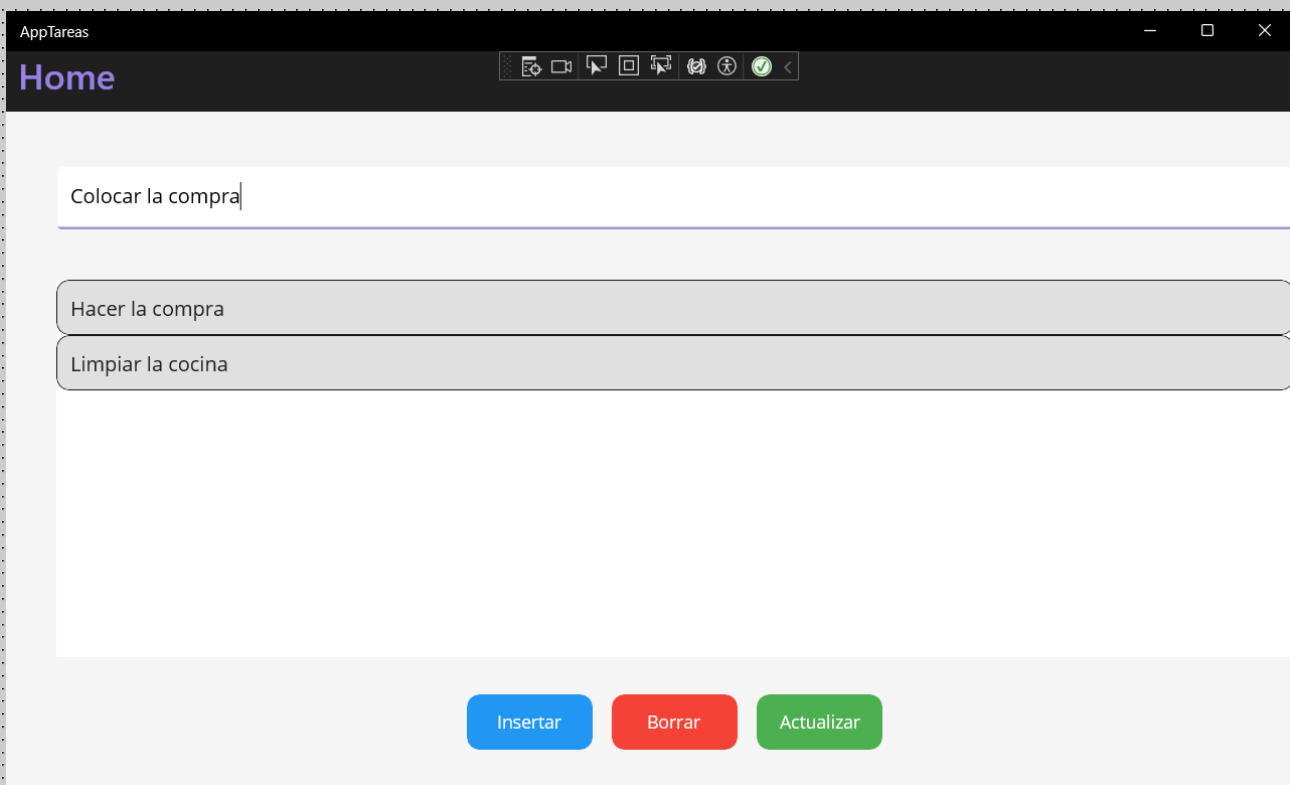 AppTareas
Home
Colocar la compra
Hacer la compra
Limpiar la cocina
Insertar Borrar Actualizar